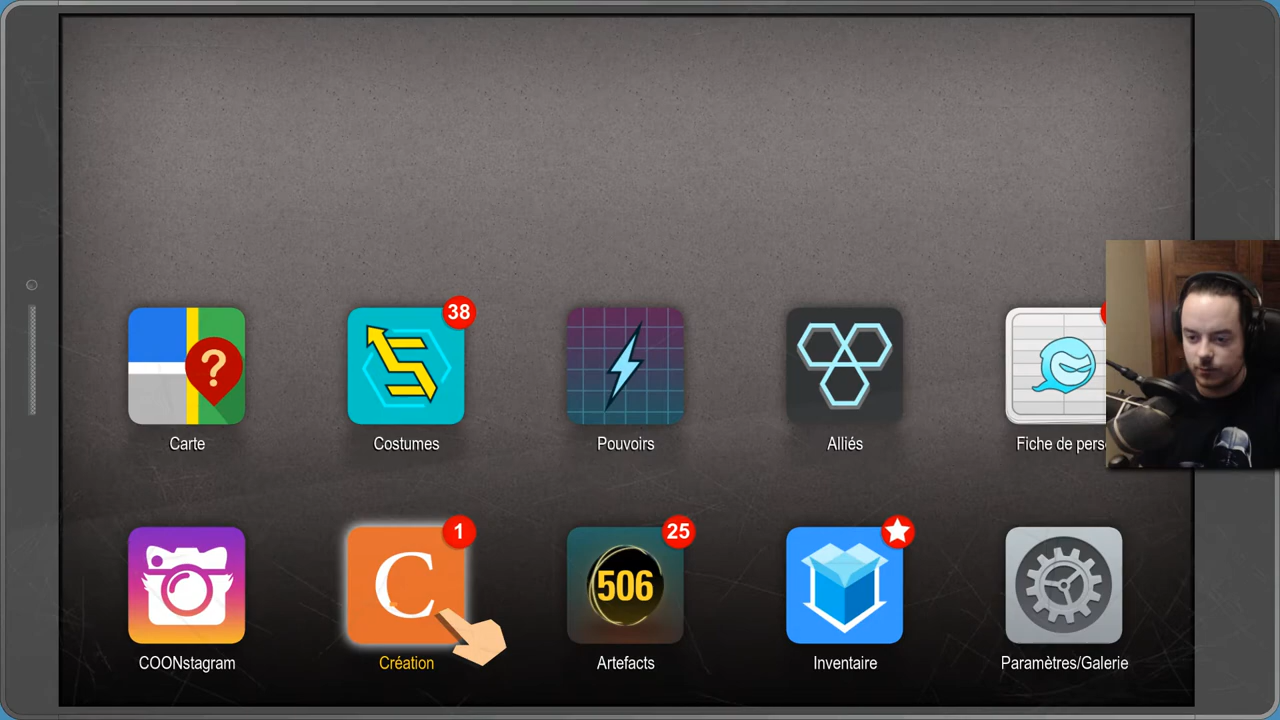 ?
38
Carte
Costumes
Pouvoirs
Alliés
Fiche de pers
C
1
506
25
COONstagram
Création
Artefacts
Inventaire
Paramètres/Galerie